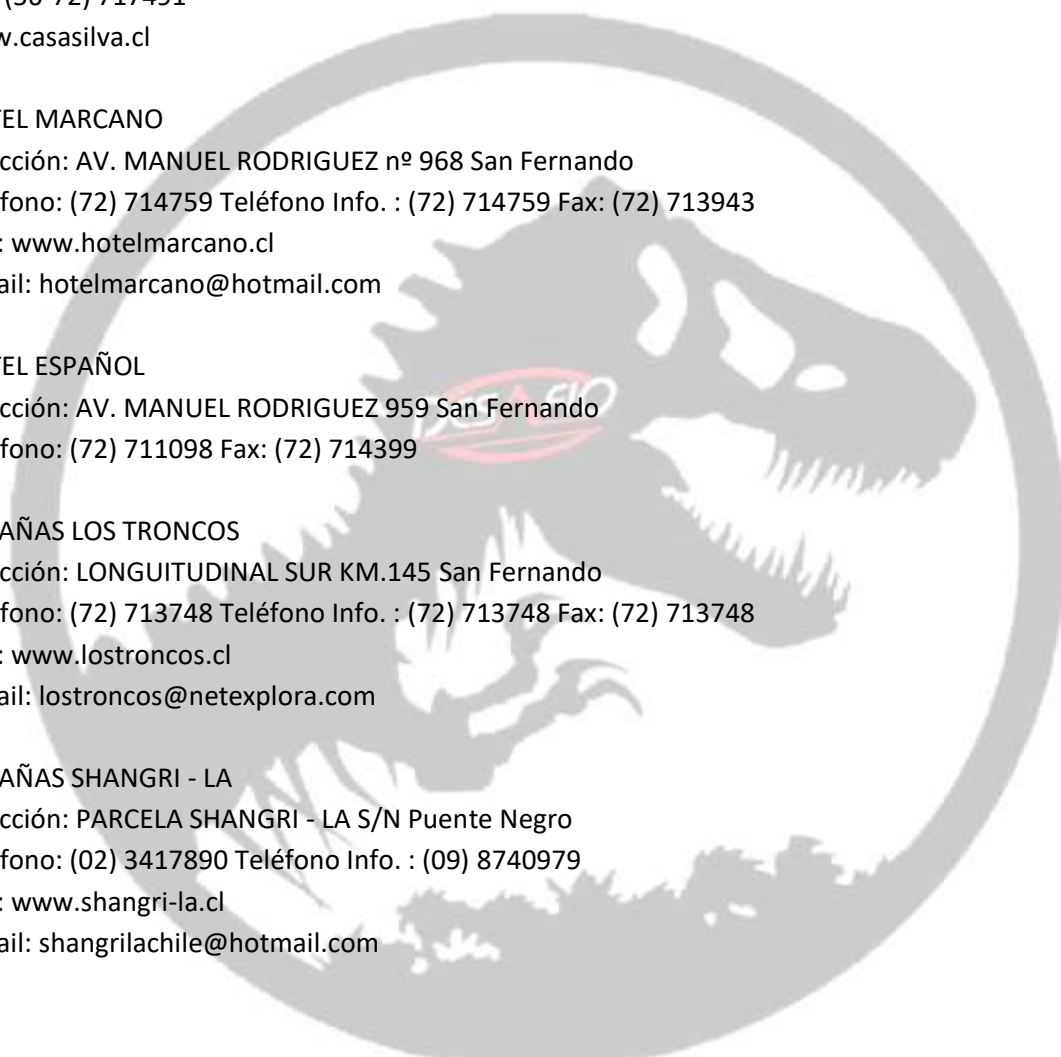 (56-72) 717491
w.casasilva.cl
TEL MARCANO
cción: AV. MANUEL RODRIGUEZ nº 968 San Fernando
fono: (72) 714759 Teléfono Info. : (72) 714759 Fax: (72) 713943
: www.hotelmarcano.cl
ail: hotelmarcano@hotmail.com
TEL ESPAÑOL
cción: AV. MANUEL RODRIGUEZ 959 San Fernando
fono: (72) 711098 Fax: (72) 714399
AÑAS LOS TRONCOS
cción: LONGUITUDINAL SUR KM.145 San Fernando
fono: (72) 713748 Teléfono Info. : (72) 713748 Fax: (72) 713748
: www.lostroncos.cl
ail: lostroncos@netexplora.com
AÑAS SHANGRI - LA
cción: PARCELA SHANGRI - LA S/N Puente Negro
fono: (02) 3417890 Teléfono Info. : (09) 8740979
: www.shangri-la.cl
ail: shangrilachile@hotmail.com